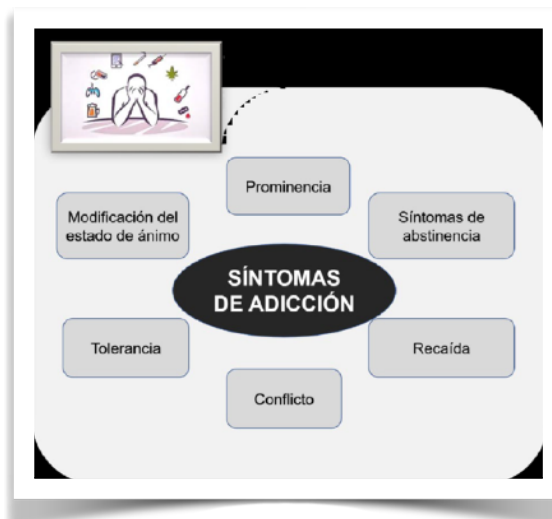 Prominencia
Modificación del
estado de ánimo
Síntomas de
abstinencia
SÍNTOMAS
DE ADICCIÓN
Tolerancia
Recaída
Conflicto